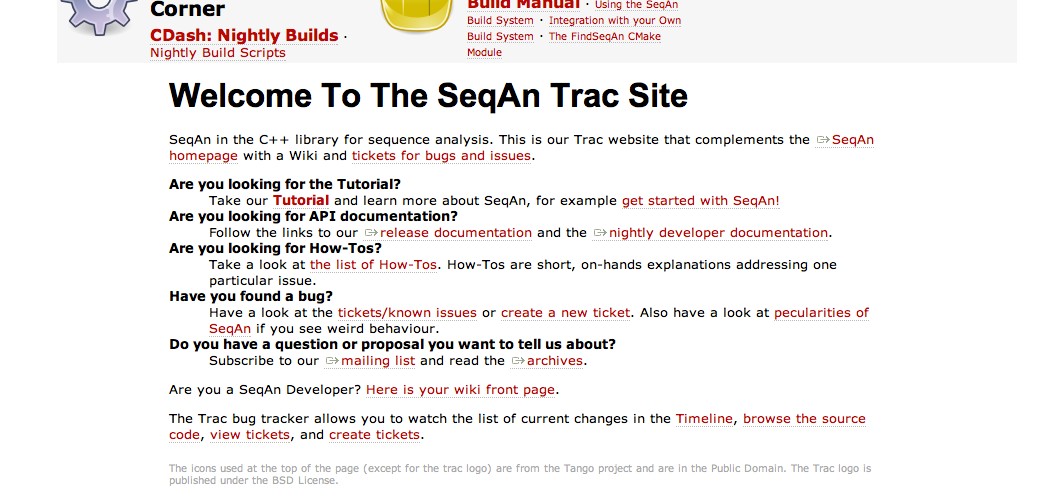 Corner
CDash: Nightly Builds ·
Nightly Build Scripts
Build Manual · Using the SeqAn
Build System · Integration with your Own
Build System · The FindSeqAn CMake
Module
Welcome To The SeqAn Trac Site
SeqAn in the C++ library for sequence analysis. This is our Trac website that complements the SeqAn
homepage with a Wiki and tickets for bugs and issues.
Are you looking for the Tutorial?
Take our Tutorial and learn more about SeqAn, for example get started with SeqAn!
Are you looking for API documentation?
Follow the links to our release documentation and the nightly developer documentation.
Are you looking for How-Tos?
Take a look at the list of How-Tos. How-Tos are short, on-hands explanations addressing one
particular issue.
Have you found a bug?
Have a look at the tickets/known issues or create a new ticket. Also have a look at pecularities of
SeqAn if you see weird behaviour.
Do you have a question or proposal you want to tell us about?
Subscribe to our mailing list and read the archives.
Are you a SeqAn Developer? Here is your wiki front page.
The Trac bug tracker allows you to watch the list of current changes in the Timeline, browse the source
code, view tickets, and create tickets.
The icons used at the top of the page (except for the trac logo) are from the Tango project and are in the Public Domain. The Trac logo is
published under the BSD License.